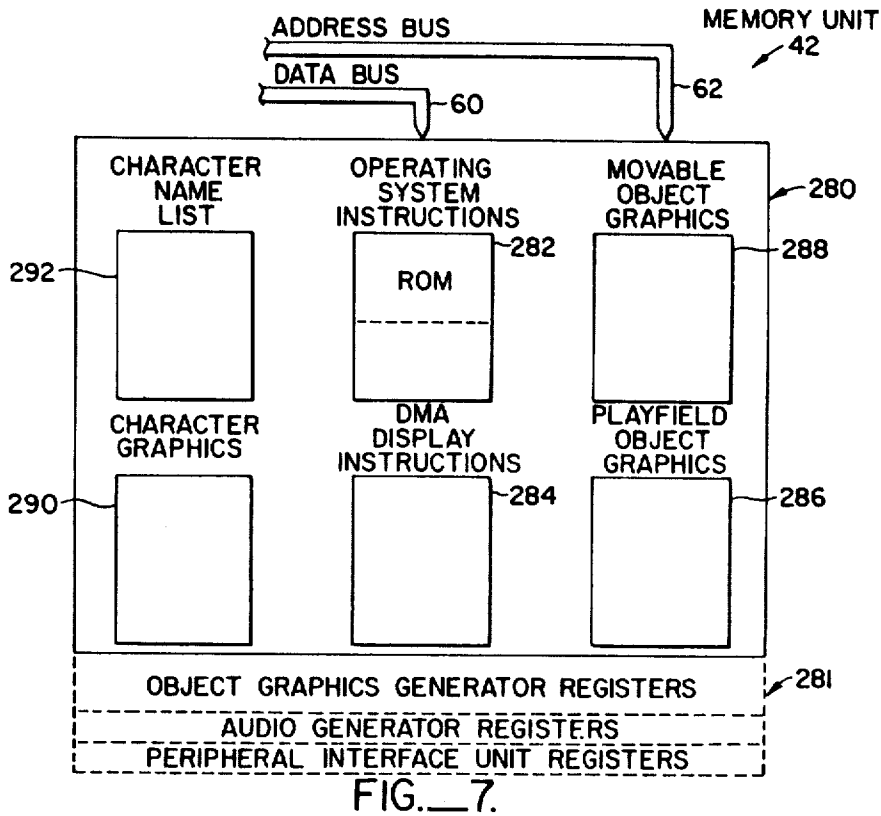 MEMORY UNIT
42
ADDRESS BUS
62
DATA BUS
60
280
CHARACTER
NAME
LIST
292
OPERATING
SYSTEM
INSTRUCTIONS
282
ROM
MOVABLE
OBJECT
GRAPHICS
288
CHARACTER
GRAPHICS
290
DMA
DISPLAY
INSTRUCTIONS
284
PLAYFIELD
OBJECT
GRAPHICS
286
OBJECT GRAPHICS GENERATOR REGISTERS
281
AUDIO GENERATOR REGISTERS
PERIPHERAL INTERFACE UNIT REGISTERS
FIG.__7.